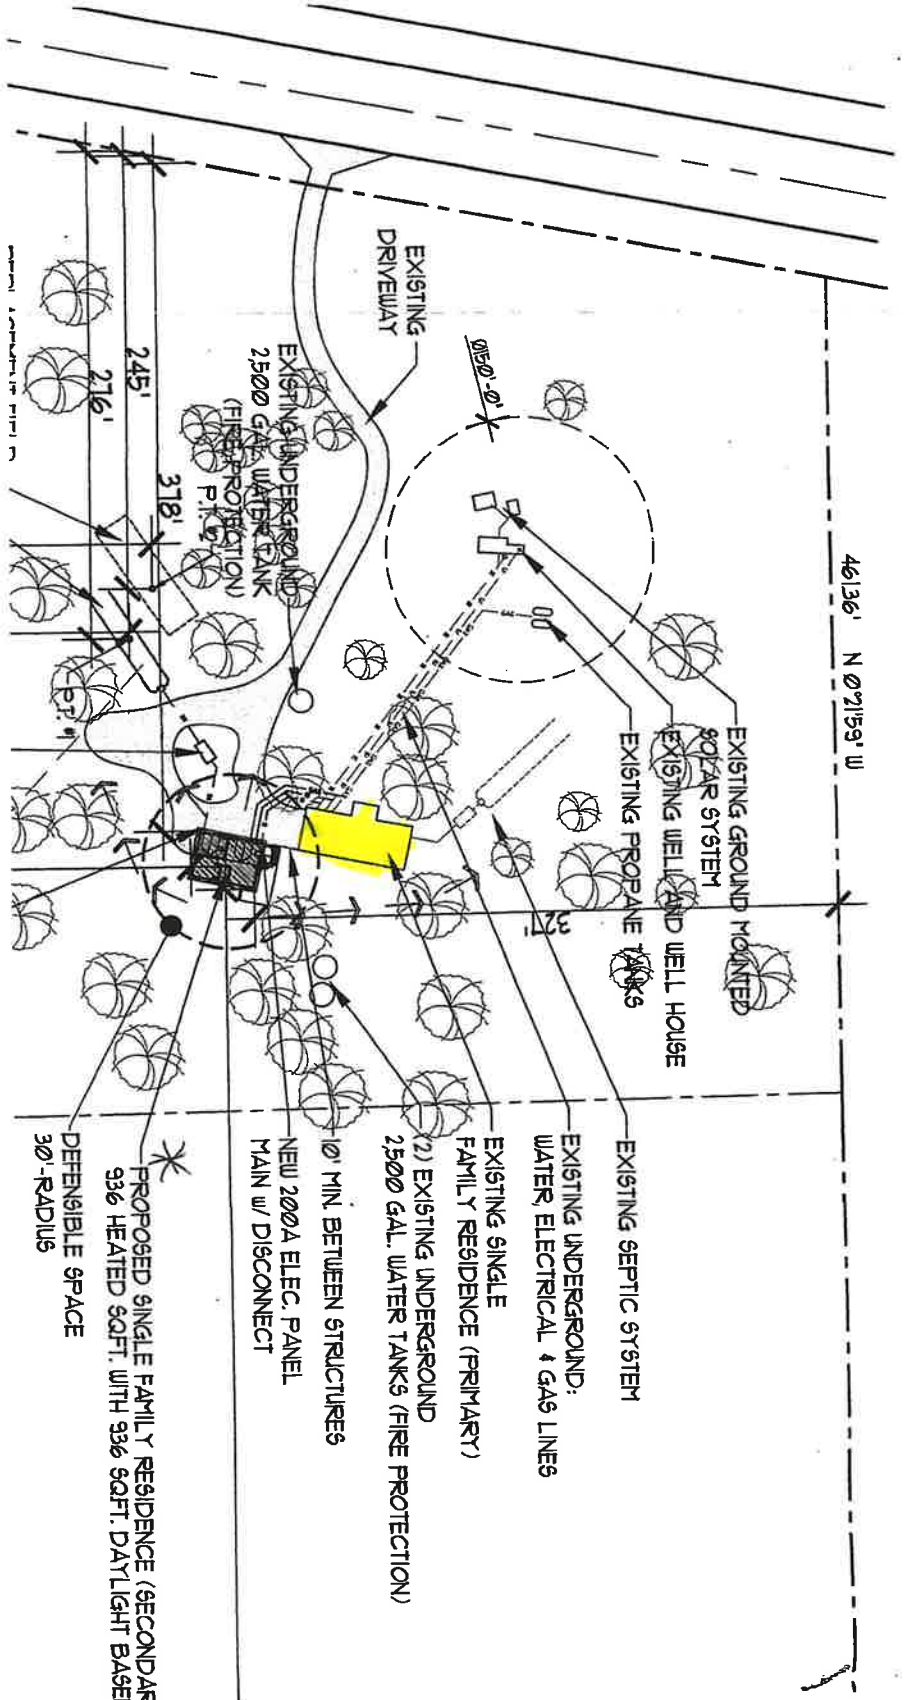 461.36' N 0°21'59" W
Ø150'-0"
EXISTING
DRIVEWAY
EXISTING GROUND MOUNTED
SOLAR SYSTEM
EXISTING WELL AND WELL HOUSE
EXISTING PROPANE TANKS
EXISTING UNDERGROUND
2,500 GAL. WATER TANK
(FIRE PROTECTION)
P.T.
P.T. #1
245'
276'
378'
327'
EXISTING SEPTIC SYSTEM
EXISTING UNDERGROUND:
WATER, ELECTRICAL & GAS LINES
EXISTING SINGLE
FAMILY RESIDENCE (PRIMARY)
(2) EXISTING UNDERGROUND
2,500 GAL. WATER TANKS (FIRE PROTECTION)
10' MIN. BETWEEN STRUCTURES
NEW 200A ELEC. PANEL
MAIN W/ DISCONNECT
PROPOSED SINGLE FAMILY RESIDENCE (SECONDAR
936 HEATED SQ.FT. WITH 936 SQ.FT. DAYLIGHT BASE
DEFENSIBLE SPACE
30'-RADIUS